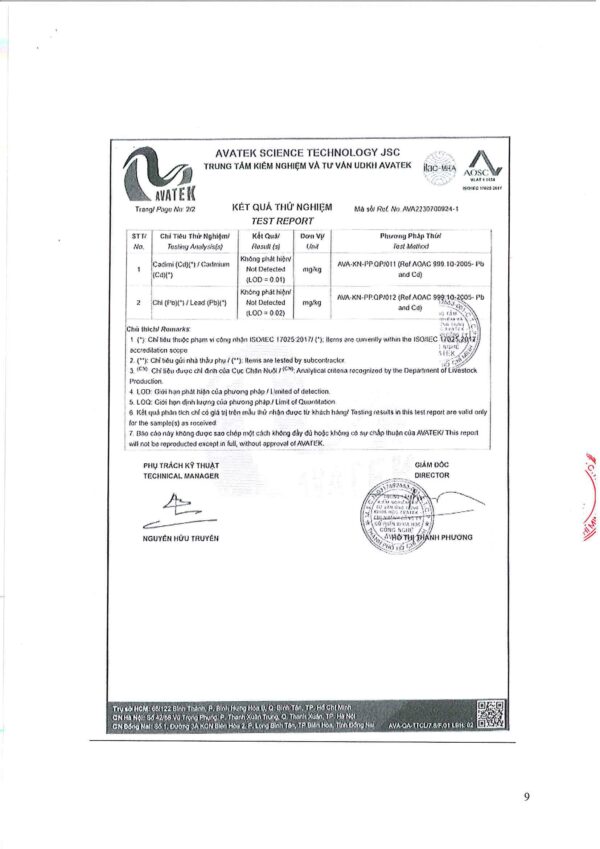 AVATEK SCIENCE TECHNOLOGY JSC
TRUNG TÂM KIỂM NGHIỆM VÀ TƯ VẤN UDKH AVATEK
AVATEK
ilac-MRA
AOSC
ISO/IEC 17025:2017
Trang/ Page No: 2/2
KẾT QUẢ THỬ NGHIỆM
TEST REPORT
Mã số/ Ref. No. AVA2230700924-1
STT/ No.
Chỉ Tiêu Thử Nghiệm/ Testing Analysis(s)
Kết Quả/ Result (s)
Đơn Vị/ Unit
Phương Pháp Thử/ Test Method
1
Cadimi (Cd)(*) / Cadmium (Cd)(*)
Không phát hiện/ Not Detected (LOD = 0.01)
mg/kg
AVA-KN-PP.QP/011 (Ref.AOAC 999.10-2005- Pb and Cd)
2
Chì (Pb)(*) / Lead (Pb)(*)
Không phát hiện/ Not Detected (LOD = 0.02)
mg/kg
AVA-KN-PP.QP/012 (Ref.AOAC 999.10-2005- Pb and Cd)
Chú thích/ Remarks:
1. (*): Chỉ tiêu thuộc phạm vi công nhận ISO/IEC 17025:2017/ (*): Items are currently within the ISO/IEC 17025:2017
accreditation scope
2. (**): Chỉ tiêu gửi nhà thầu phụ / (**): Items are tested by subcontractor.
3. (CN): Chỉ tiêu được chỉ định của Cục Chăn Nuôi / (CN): Analytical criteria recognized by the Department of Livestock
Production.
4. LOD: Giới hạn phát hiện của phương pháp / Limited of detection.
5. LOQ: Giới hạn định lượng của phương pháp / Limit of Quantitation
6. Kết quả phân tích chỉ có giá trị trên mẫu thử nhận được từ khách hàng/ Testing results in this test report are valid only
for the sample(s) as received
7. Báo cáo này không được sao chép một cách không đầy đủ hoặc không có sự chấp thuận của AVATEK/ This report
will not be reproduced except in full, without approval of AVATEK.
PHỤ TRÁCH KỸ THUẬT
TECHNICAL MANAGER
GIÁM ĐỐC
DIRECTOR
NGUYỄN HỮU TRUYỀN
HỒ THỊ THANH PHƯƠNG
Trụ sở HCM: 65/122 Bình Thành, P. Bình Hưng Hòa B, Q. Bình Tân, TP. Hồ Chí Minh
CN Hà Nội: Số 42/68 Vũ Trọng Phụng, P. Thanh Xuân Trung, Q. Thanh Xuân, TP. Hà Nội
CN Đồng Nai: Số 1, Đường 3A KCN Biên Hòa 2, P. Long Bình Tân, TP Biên Hòa, Tỉnh Đồng Nai
AVA-QA-TTCL/7.8/F.01 LBH: 02
9